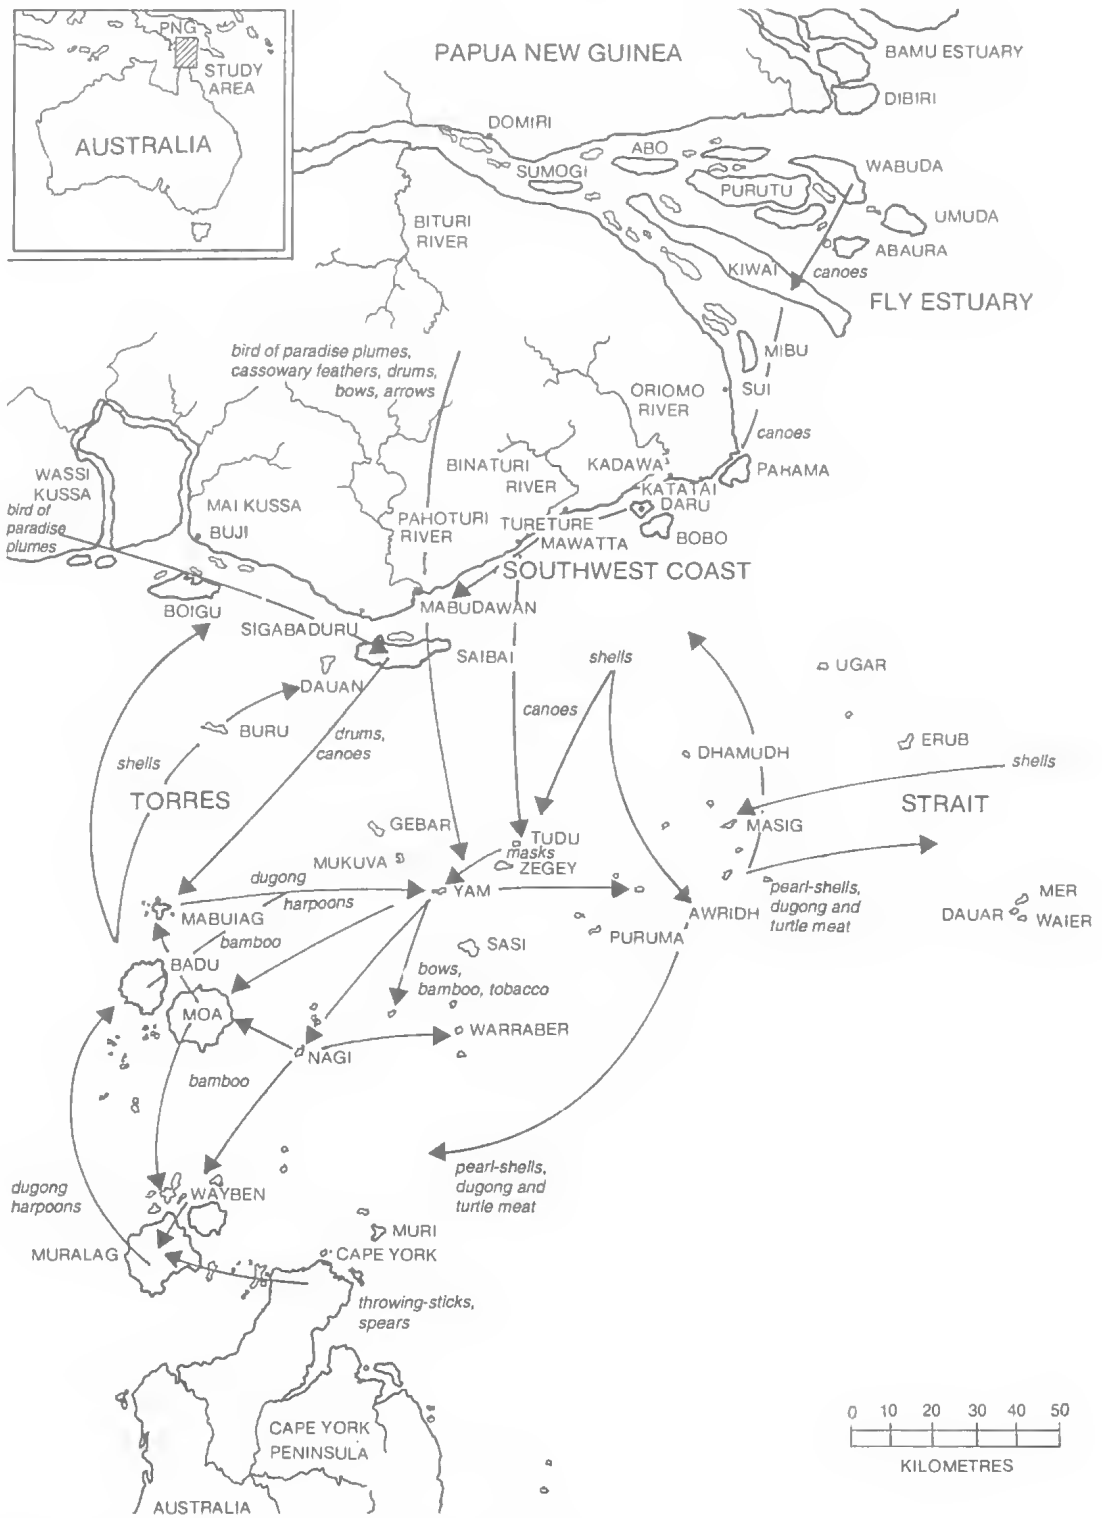 PNG
STUDY
AREA
AUSTRALIA
PAPUA NEW GUINEA
BAMU ESTUARY
DIBIRI
DOMIRI
ABO
SUMOGI
WABUDA
PURUTU
UMUDA
BITURI
RIVER
ABAURA
KIWAI
canoes
FLY ESTUARY
bird of paradise plumes,
cassowary feathers, drums,
bows, arrows
MIBU
ORIOMO
RIVER
SUI
canoes
WASSI
KUSSA
BINATURI
RIVER
KADAWA
PAHAMA
MAI KUSSA
KATATAI
DARU
bird of
paradise
plumes
PAHOTURI
RIVER
TURETURE
BUJI
BOBO
MAWATTA
SOUTHWEST COAST
BOIGU
MABUDAWAN
SIGABADURU
SAIBAI
shells
UGAR
DAUAN
canoes
BURU
drums,
canoes
ERUB
DHAMUDH
shells
shells
TORRES
STRAIT
GEBAR
TUDU
MASIG
masks
MUKUVA
ZEGEY
dugong
harpoons
YAM
pearl-shells,
dugong and
turtle meat
MER
MABUIAG
AWRIDH
DAUAR
WAIER
bamboo
PURUMA
SASI
BADU
bows,
bamboo, tobacco
MOA
WARRABER
NAGI
bamboo
pearl-shells,
dugong and
turtle meat
dugong
harpoons
WAYBEN
MURI
MURALAG
CAPE YORK
throwing-sticks,
spears
0 10 20 30 40 50
KILOMETRES
CAPE YORK
PENINSULA
AUSTRALIA